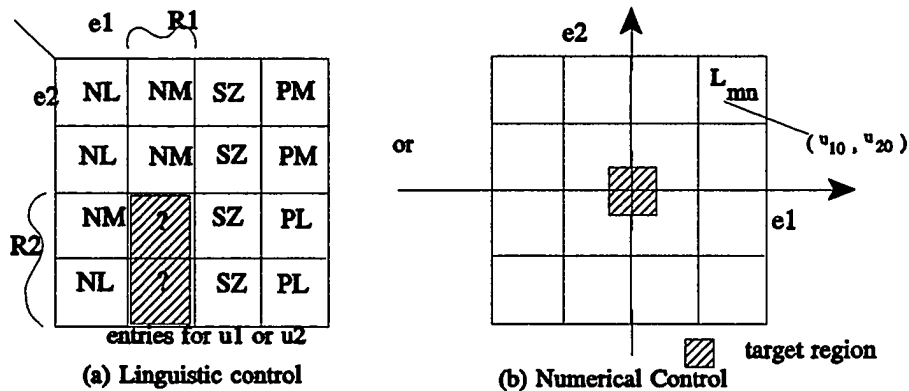 e1 R1
e2 NL NM SZ PM
NL NM SZ PM
R2 NM ? SZ PL
NL ? SZ PL
entries for u1 or u2
(a) Linguistic control
or
e2
L mn
( u10 , u20 )
e1
target region
(b) Numerical Control